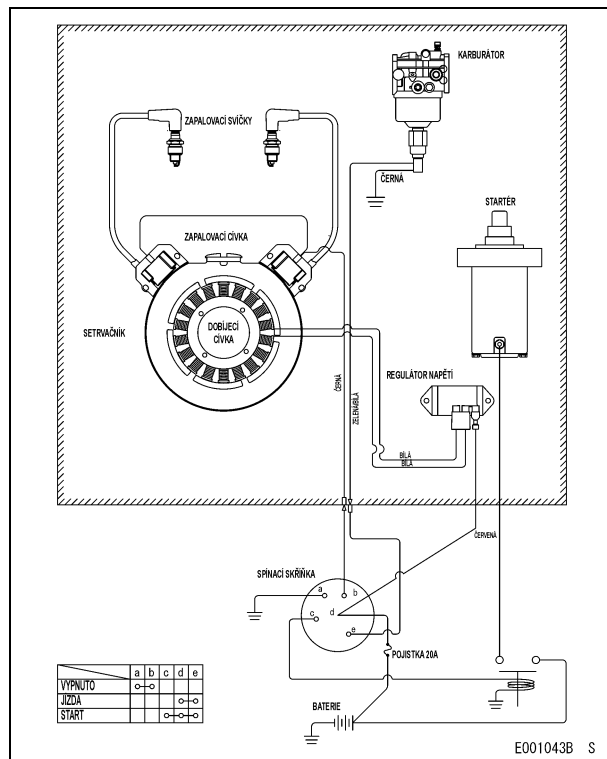 KARBURÁTOR
ZAPALOVACÍ SVÍČKY
ČERNÁ
STARTÉR
ZAPALOVACÍ CÍVKA
SETRVAČNÍK
DOBÍJECÍ
CÍVKA
REGULÁTOR NAPĚTÍ
ČERNÁ
ZELENÁ/BÍLÁ
BÍLÁ
BÍLÁ
ČERVENÁ
SPÍNACÍ SKŘÍŇKA
a
b
c
d
e
POJISTKA 20A
BATERIE
a b c d e
VYPNUTO
JÍZDA
START
E001043B S